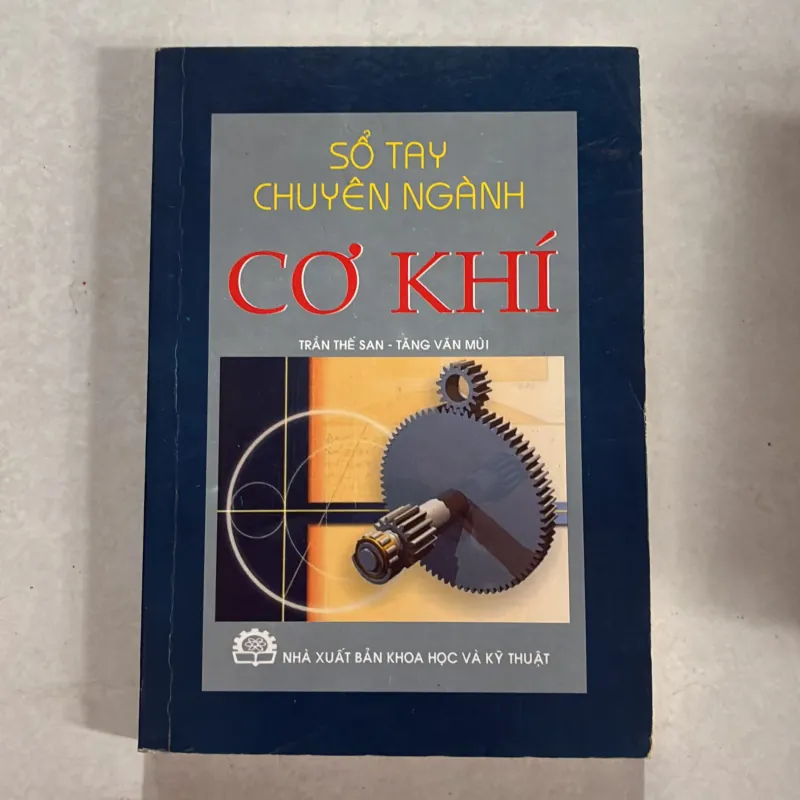 SỔ TAY
CHUYÊN NGÀNH
CƠ KHÍ
TRẦN THẾ SAN - TĂNG VĂN MÙI
NHÀ XUẤT BẢN KHOA HỌC VÀ KỸ THUẬT